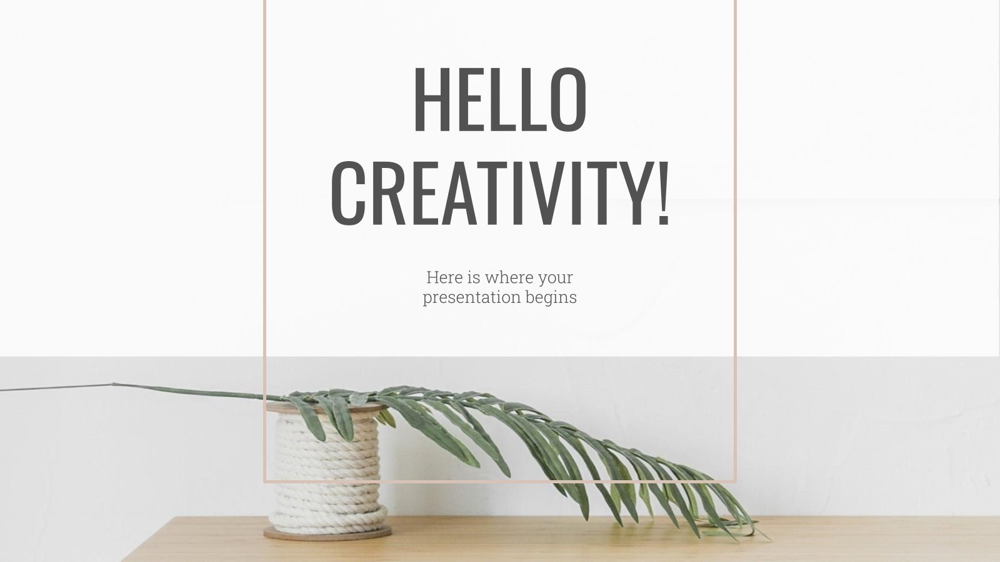 HELLO
CREATIVITY!
Here is where your
presentation begins